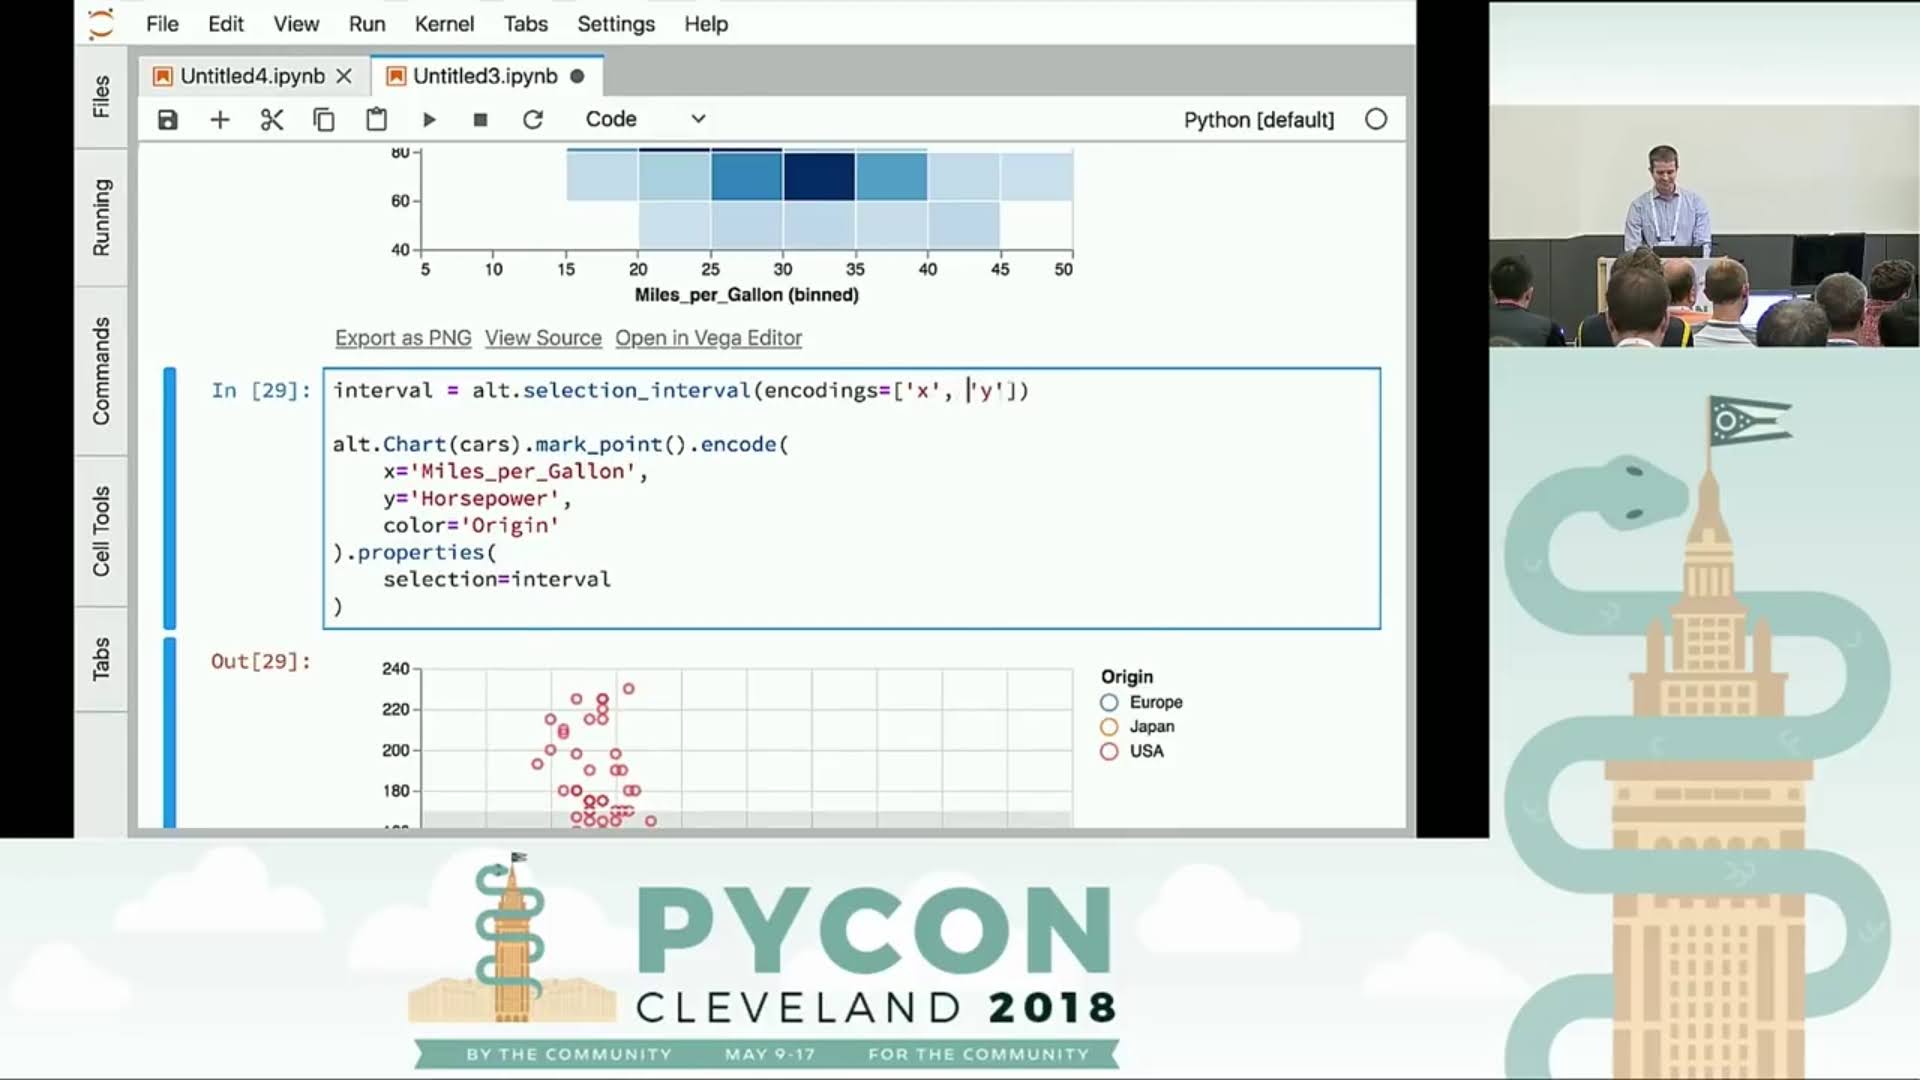 File Edit View Run Kernel Tabs Settings Help
Untitled4.ipynb
Untitled3.ipynb
Code
Python [default]
Files
Running
Commands
Cell Tools
Tabs
80
60
40
5 10 15 20 25 30 35 40 45 50
Miles_per_Gallon (binned)
Export as PNG View Source Open in Vega Editor
In [29]:
interval = alt.selection_interval(encodings=['x', 'y'])
alt.Chart(cars).mark_point().encode(
x='Miles_per_Gallon',
y='Horsepower',
color='Origin'
).properties(
selection=interval
)
Out[29]:
240
220
200
180
Origin
Europe
Japan
USA
PYCON
CLEVELAND 2018
BY THE COMMUNITY MAY 9-17 FOR THE COMMUNITY